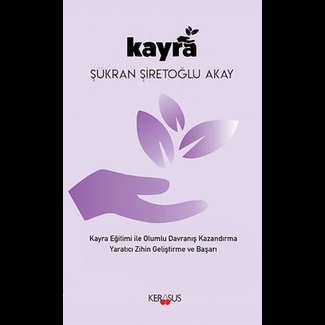 kayra
ŞÜKRAN ŞİRETOĞLU AKAY
Kayra Eğitimi ile Olumlu Davranış Kazandırma
Yaratıcı Zihin Geliştirme ve Başarı
KERASUS